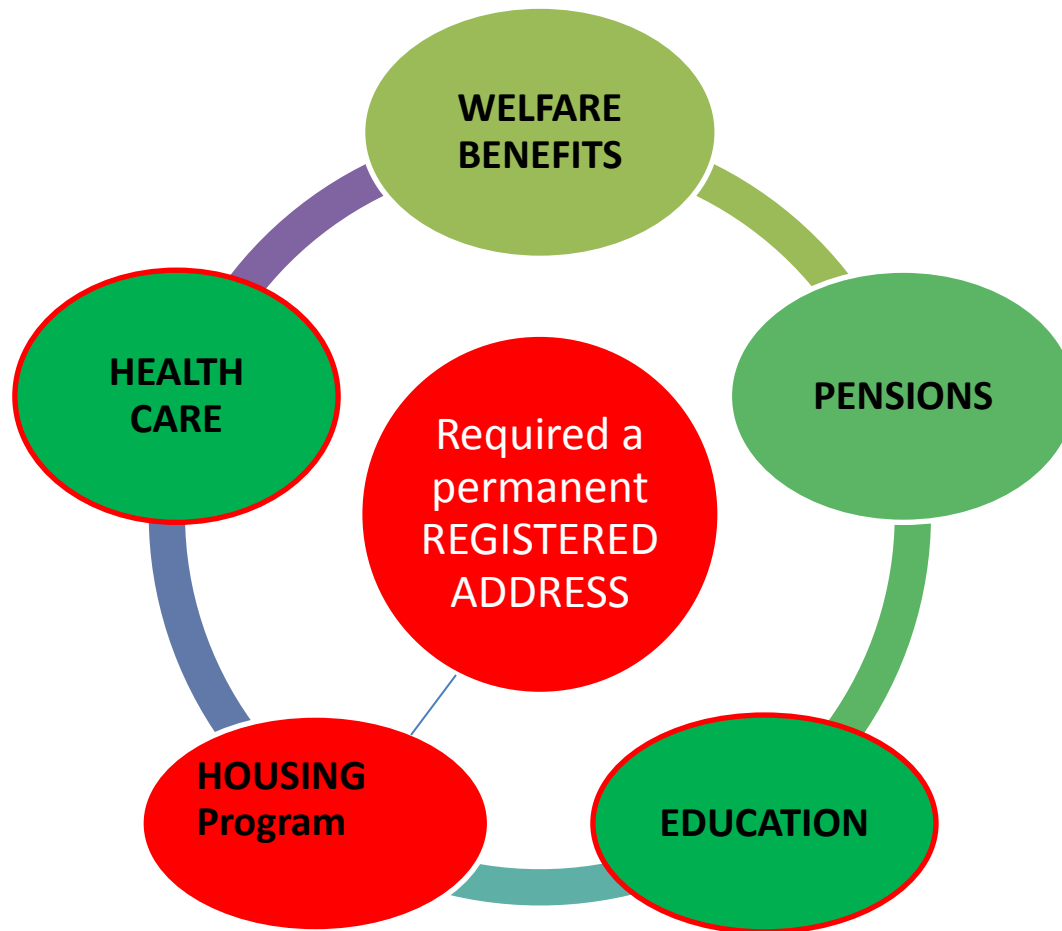 WELFARE
BENEFITS
HEALTH
CARE
PENSIONS
Required a
permanent
REGISTERED
ADDRESS
HOUSING
Program
EDUCATION